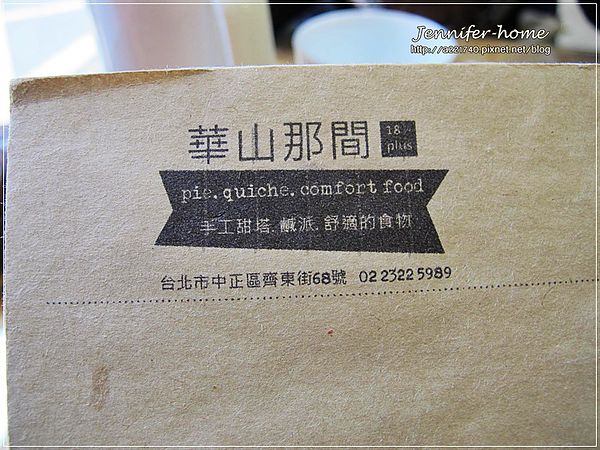 Jennifer-home
http://a221740.pixnet.net/blog
華山那間 18 plus
pie.quiche.comfort food
手工甜塔.鹹派.舒適的食物
台北市中正區齊東街68號 02 2322 5989